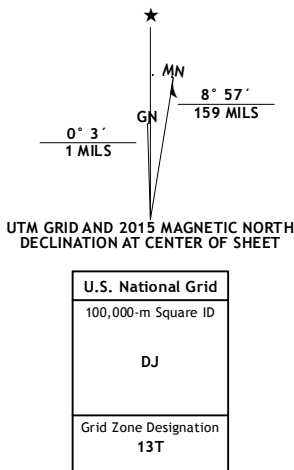 MN
GN
8° 57´
159 MILS
0° 3´
1 MILS
UTM GRID AND 2015 MAGNETIC NORTH
DECLINATION AT CENTER OF SHEET
U.S. National Grid
100,000-m Square ID
DJ
Grid Zone Designation
13T